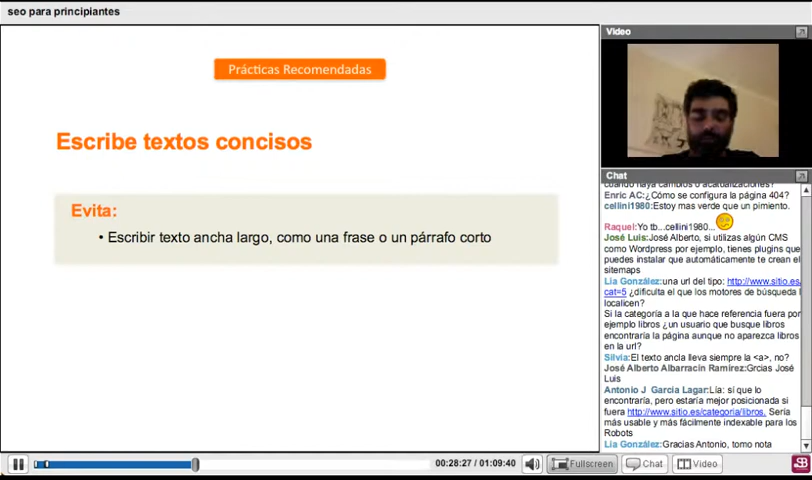 seo para principiantes
Prácticas Recomendadas
Escribe textos concisos
Evita:
• Escribir texto ancha largo, como una frase o un párrafo corto
Video
Chat
cuando haya cambios o acatualizaciones?
Enric AC:¿Cómo se configura la página 404?
cellini1980:Estoy mas verde que un pimiento.
Raquel:Yo tb...cellini1980...
José Luis:José Alberto, si utilizas algún CMS
como Wordpress por ejemplo, tienes plugins que
puedes instalar que automáticamente te crean el
sitemaps
Lia González:una url del tipo: http://www.sitio.es/
cat=5 ¿dificulta el que los motores de búsqueda l
localicen?
Si la categoría a la que hace referencia fuera por
ejemplo libros ¿un usuario que busque libros
encontraría la página aunque no aparezca libros
en la url?
Silvia:El texto ancla lleva siempre la <a>, no?
José Alberto Albarracín Ramírez:Grcias José
Luis
Antonio J Garcia Lagar:Lía: sí que lo
encontraría, pero estaría mejor posicionada si
fuera http://www.sitio.es/categoria/libros. Sería
más usable y más fácilmente indexable para los
Robots
Lia González:Gracias Antonio, tomo nota
00:28:27 / 01:09:40
Fullscreen
Chat
Video